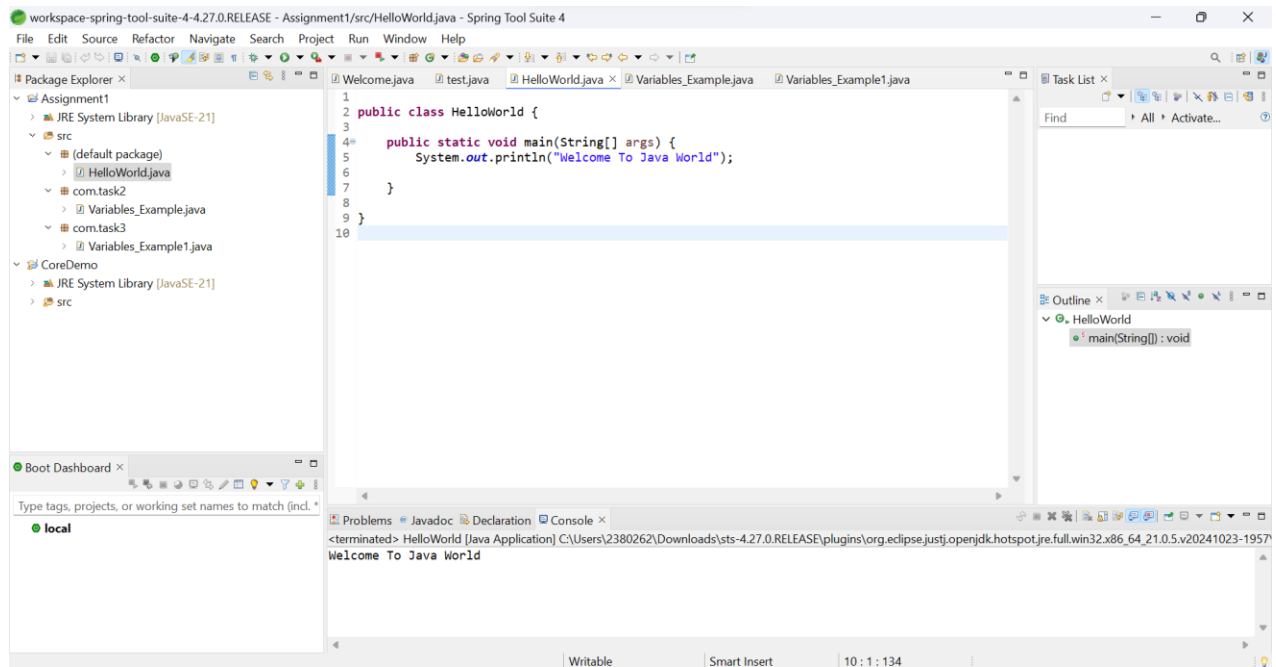 workspace-spring-tool-suite-4-4.27.0.RELEASE - Assignment1/src/HelloWorld.java - Spring Tool Suite 4
File Edit Source Refactor Navigate Search Project Run Window Help
Package Explorer
Assignment1
JRE System Library [JavaSE-21]
src
(default package)
HelloWorld.java
com.task2
Variables_Example.java
com.task3
Variables_Example1.java
CoreDemo
JRE System Library [JavaSE-21]
src
Boot Dashboard
Type tags, projects, or working set names to match (incl. *
local
Welcome.java test.java HelloWorld.java Variables_Example.java Variables_Example1.java
1
2 public class HelloWorld {
3
4 public static void main(String[] args) {
5 System.out.println("Welcome To Java World");
6
7 }
8
9 }
10
Problems Javadoc Declaration Console
<terminated> HelloWorld [Java Application] C:\Users\2380262\Downloads\sts-4.27.0.RELEASE\plugins\org.eclipse.justj.openjdk.hotspot.jre.full.win32.x86_64_21.0.5.v20241023-1957\
Welcome To Java World
Task List
Find All Activate...
Outline
HelloWorld
main(String[]) : void
Writable Smart Insert 10 : 1 : 134